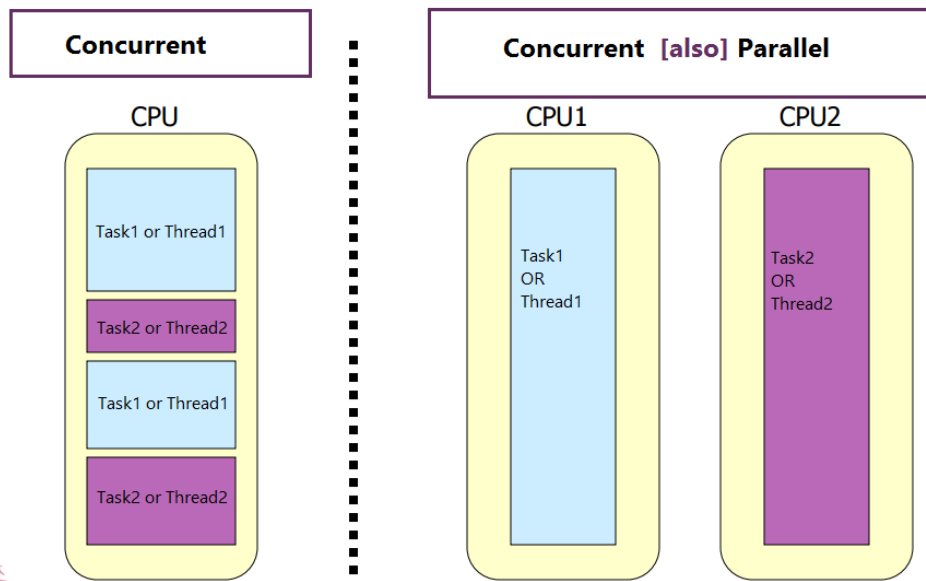 Concurrent
Concurrent [also] Parallel
CPU
Task1 or Thread1
Task2 or Thread2
Task1 or Thread1
Task2 or Thread2
CPU1
Task1
OR
Thread1
CPU2
Task2
OR
Thread2